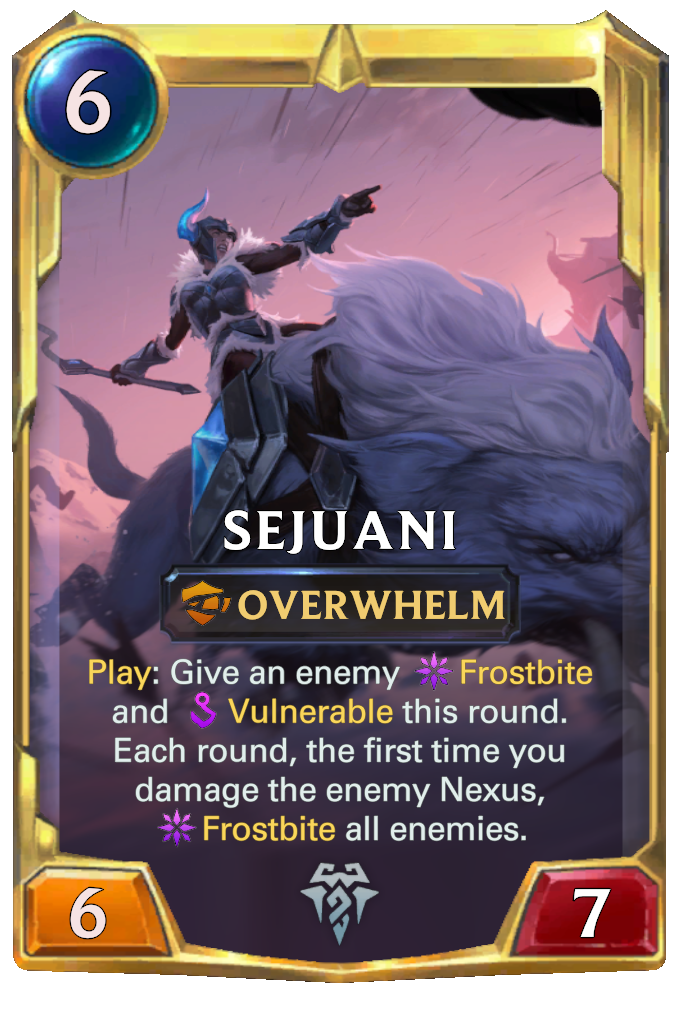 6
SEJUANI
OVERWHELM
Play: Give an enemy Frostbite
and Vulnerable this round.
Each round, the first time you
damage the enemy Nexus,
Frostbite all enemies.
6
7